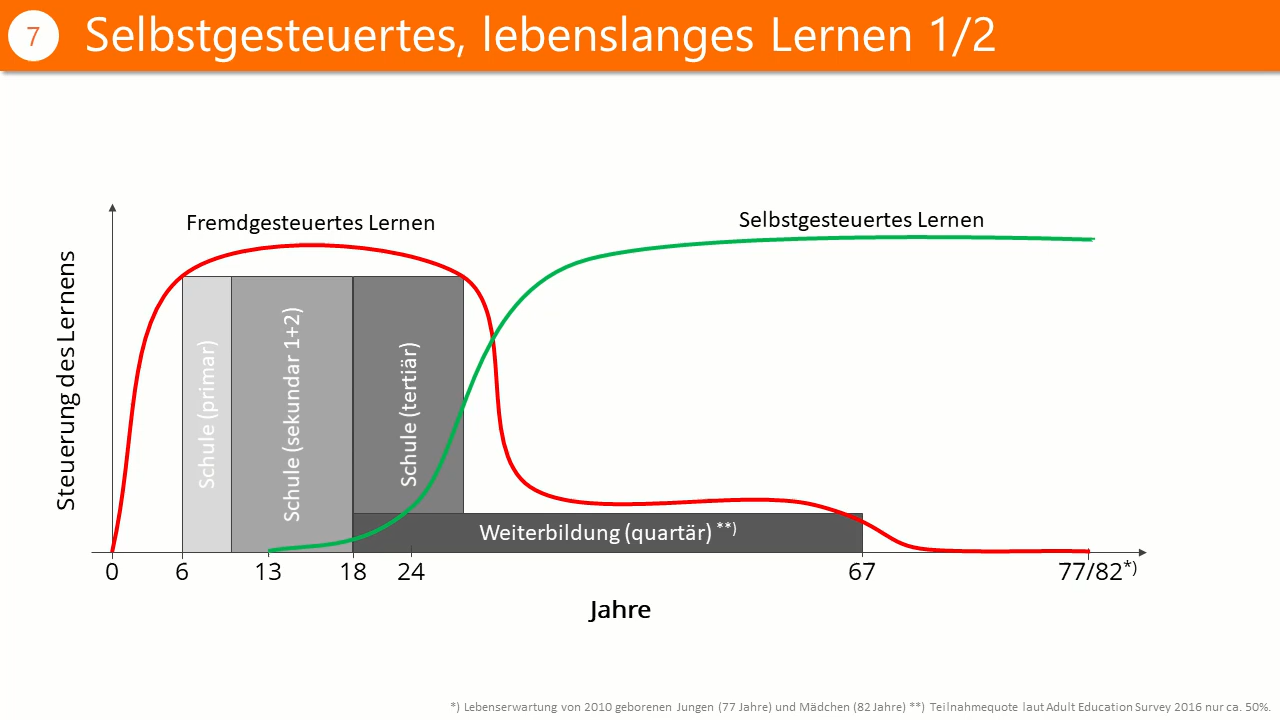 7
Selbstgesteuertes, lebenslanges Lernen 1/2
Fremdgesteuertes Lernen
Selbstgesteuertes Lernen
Steuerung des Lernens
Schule (primar)
Schule (sekundar 1+2)
Schule (tertiär)
Weiterbildung (quartär) **)
0 6 13 18 24 67 77/82*)
Jahre
*) Lebenserwartung von 2010 geborenen Jungen (77 Jahre) und Mädchen (82 Jahre) **) Teilnahmequote laut Adult Education Survey 2016 nur ca. 50%.